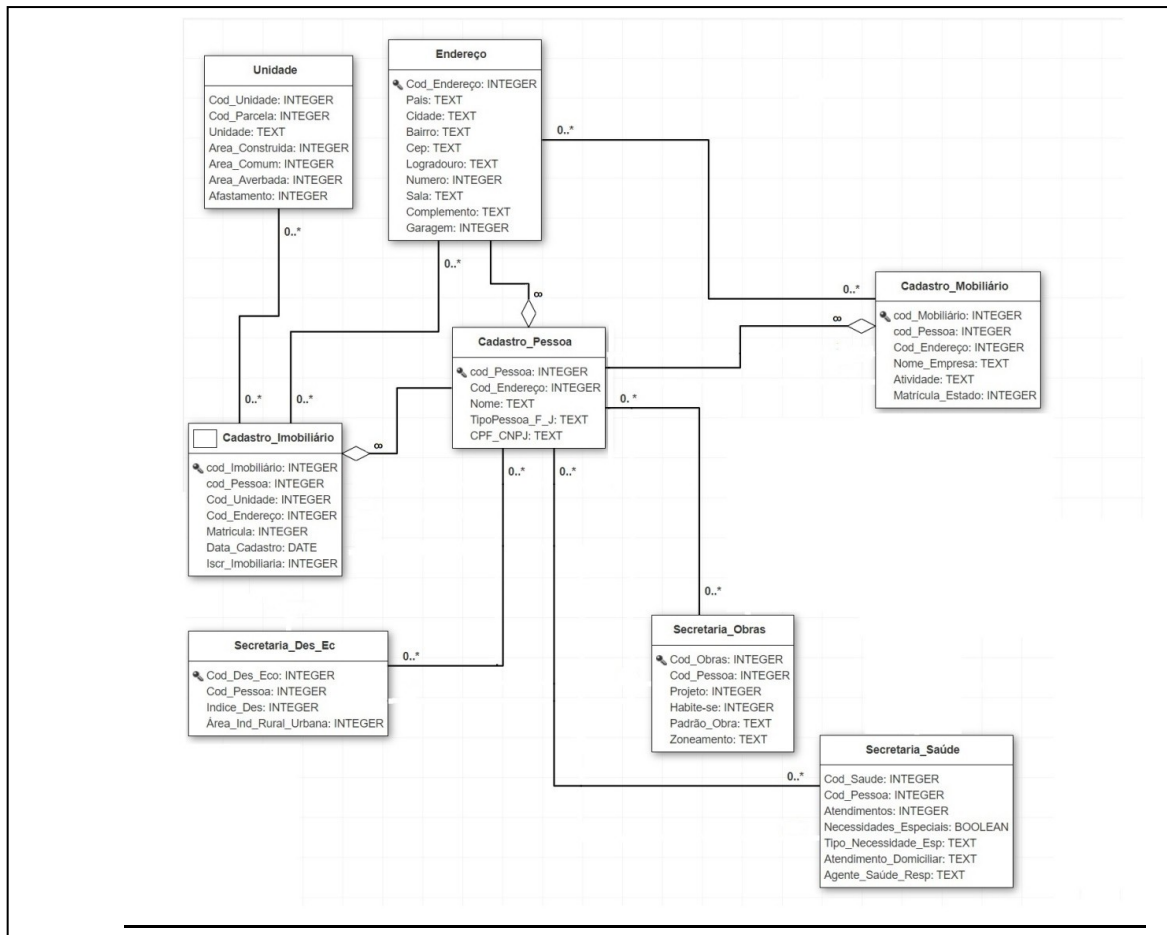 Unidade
Cod_Unidade: INTEGER
Cod_Parcela: INTEGER
Unidade: TEXT
Area_Construida: INTEGER
Area_Comum: INTEGER
Area_Averbada: INTEGER
Afastamento: INTEGER
0..*
Endereço
Cod_Endereço: INTEGER
Pais: TEXT
Cidade: TEXT
Bairro: TEXT
Cep: TEXT
Logradouro: TEXT
Numero: INTEGER
Sala: TEXT
Complemento: TEXT
Garagem: INTEGER
0..*
0..*
∞
0..*
Cadastro_Mobiliário
cod_Mobiliário: INTEGER
cod_Pessoa: INTEGER
Cod_Endereço: INTEGER
Nome_Empresa: TEXT
Atividade: TEXT
Matrícula_Estado: INTEGER
∞
Cadastro_Pessoa
cod_Pessoa: INTEGER
Cod_Endereço: INTEGER
Nome: TEXT
TipoPessoa_F_J: TEXT
CPF_CNPJ: TEXT
0. *
0..*
0..*
0..*
0..*
Cadastro_Imobiliário
∞
cod_Imobiliário: INTEGER
cod_Pessoa: INTEGER
Cod_Unidade: INTEGER
Cod_Endereço: INTEGER
Matricula: INTEGER
Data_Cadastro: DATE
Iscr_Imobiliaria: INTEGER
Secretaria_Des_Ec
Cod_Des_Eco: INTEGER
Cod_Pessoa: INTEGER
Indice_Des: INTEGER
Área_Ind_Rural_Urbana: INTEGER
0..*
0..*
Secretaria_Obras
Cod_Obras: INTEGER
Cod_Pessoa: INTEGER
Projeto: INTEGER
Habite-se: INTEGER
Padrão_Obra: TEXT
Zoneamento: TEXT
0..*
Secretaria_Saúde
Cod_Saude: INTEGER
Cod_Pessoa: INTEGER
Atendimentos: INTEGER
Necessidades_Especiais: BOOLEAN
Tipo_Necessidade_Esp: TEXT
Atendimento_Domiciliar: TEXT
Agente_Saúde_Resp: TEXT